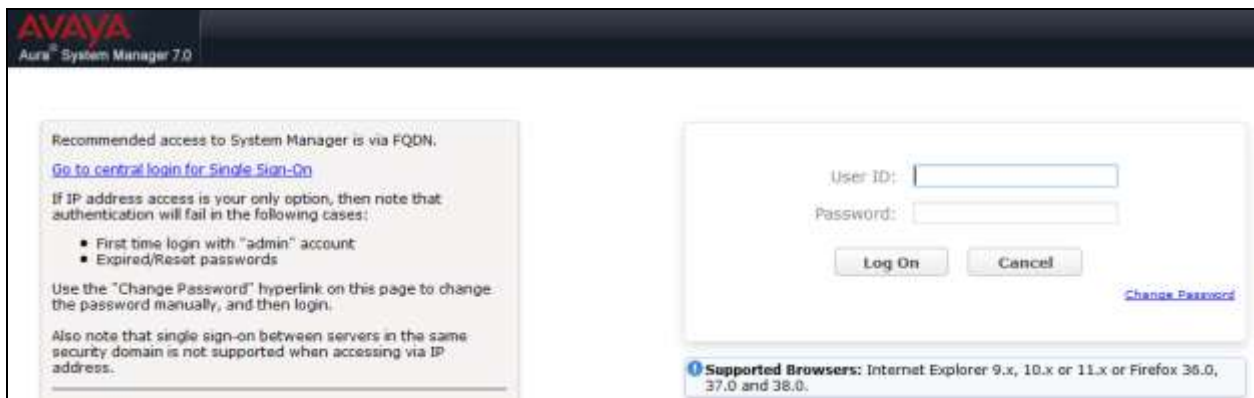 AVAYA
Aura® System Manager 7.0
Recommended access to System Manager is via FQDN.
Go to central login for Single Sign-On
If IP address access is your only option, then note that
authentication will fail in the following cases:
• First time login with "admin" account
• Expired/Reset passwords
Use the "Change Password" hyperlink on this page to change
the password manually, and then login.
Also note that single sign-on between servers in the same
security domain is not supported when accessing via IP
address.
User ID:
Password:
Log On Cancel
Change Password
Supported Browsers: Internet Explorer 9.x, 10.x or 11.x or Firefox 36.0,
37.0 and 38.0.